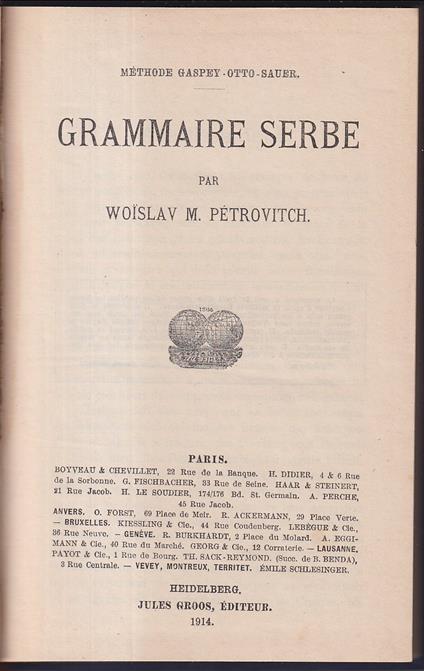 MÉTHODE GASPEY-OTTO-SAUER.
GRAMMAIRE SERBE
PAR
WOÏSLAV M. PÉTROVITCH.
PARIS.
BOYVEAU & CHEVILLET, 22 Rue de la Banque. H. DIDIER, 4 & 6 Rue
de la Sorbonne. G. FISCHBACHER, 33 Rue de Seine. HAAR & STEINERT,
21 Rue Jacob. H. LE SOUDIER, 174/176 Bd. St. Germain. A. PERCHE,
45 Rue Jacob.
ANVERS. O. FORST, 69 Place de Meir. R. ACKERMANN, 29 Place Verte.
— BRUXELLES. KIESSLING & Cie., 44 Rue Coudenberg. LEBÈGUE & Cie.,
36 Rue Neuve. — GENÈVE. R. BURKHARDT, 2 Place du Molard. A. EGGI-
MANN & Cie., 40 Rue du Marché. GEORG & Cie., 12 Corraterie. — LAUSANNE.
PAYOT & Cie., 1 Rue de Bourg. TH. SACK-REYMOND. (Succ. de B. BENDA),
3 Rue Centrale. — VEVEY, MONTREUX, TERRITET. ÉMILE SCHLESINGER.
HEIDELBERG.
JULES GROOS, ÉDITEUR.
1914.